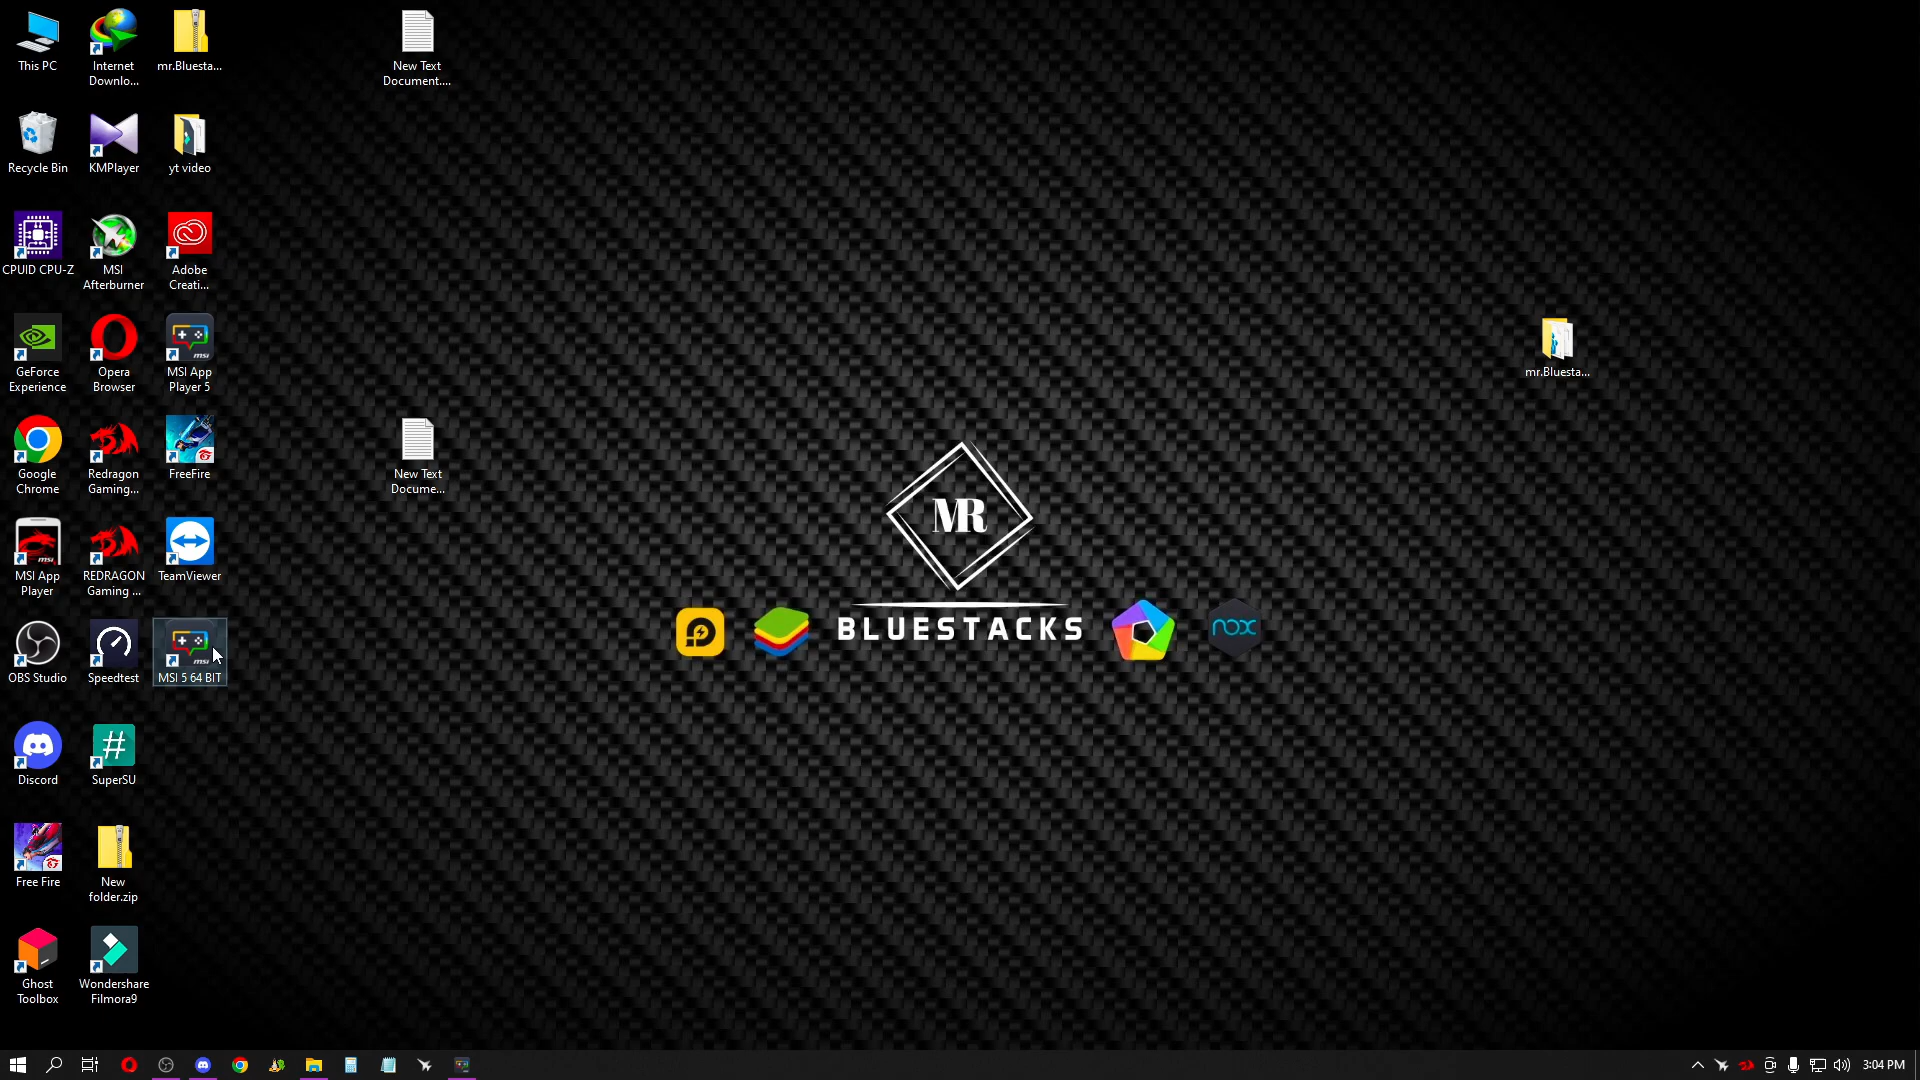 This PC
Internet
Downlo...
mr.Bluesta...
New Text
Document....
Recycle Bin
KMPlayer
yt video
CPUID CPU-Z
MSI
Afterburner
Adobe
Creati...
GeForce
Experience
Opera
Browser
msi
MSI App
Player 5
mr.Bluesta...
Google
Chrome
Redragon
Gaming...
FreeFire
New Text
Docume...
MR
BLUESTACKS
nox
msi
MSI App
Player
REDRAGON
Gaming ...
TeamViewer
OBS Studio
Speedtest
msi
MSI 5 64 BIT
Discord
#
SuperSU
Free Fire
New
folder.zip
Ghost
Toolbox
Wondershare
Filmora9
3:04 PM